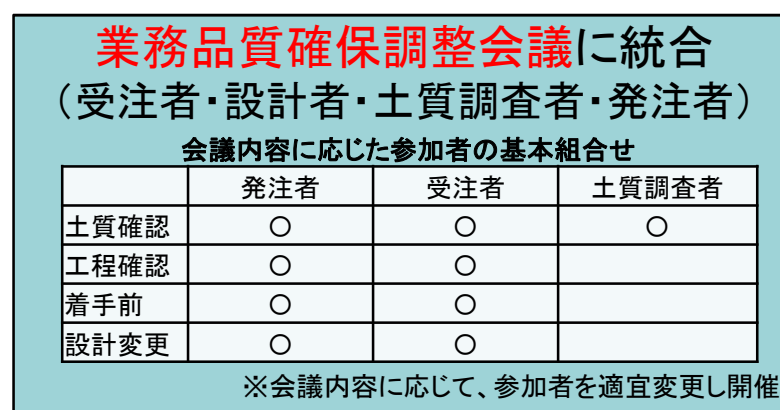 業務品質確保調整会議に統合
（受注者・設計者・土質調査者・発注者）
会議内容に応じた参加者の基本組合せ
発注者 受注者 土質調査者
土質確認 ○ ○ ○
工程確認 ○ ○
着手前 ○ ○
設計変更 ○ ○
※会議内容に応じて、参加者を適宜変更し開催